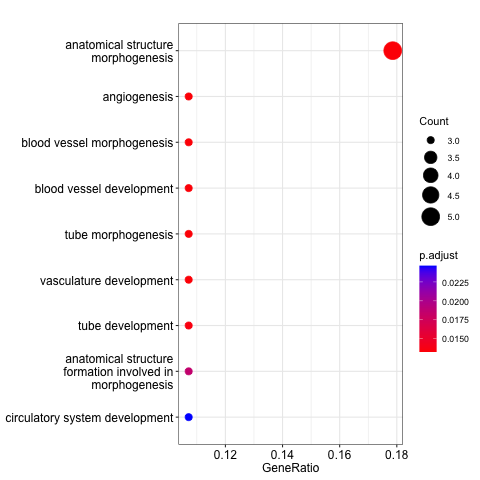 anatomical structure
morphogenesis
angiogenesis
blood vessel morphogenesis
blood vessel development
tube morphogenesis
vasculature development
tube development
anatomical structure
formation involved in
morphogenesis
circulatory system development
0.12 0.14 0.16 0.18
GeneRatio
Count
3.0
3.5
4.0
4.5
5.0
p.adjust
0.0225
0.0200
0.0175
0.0150